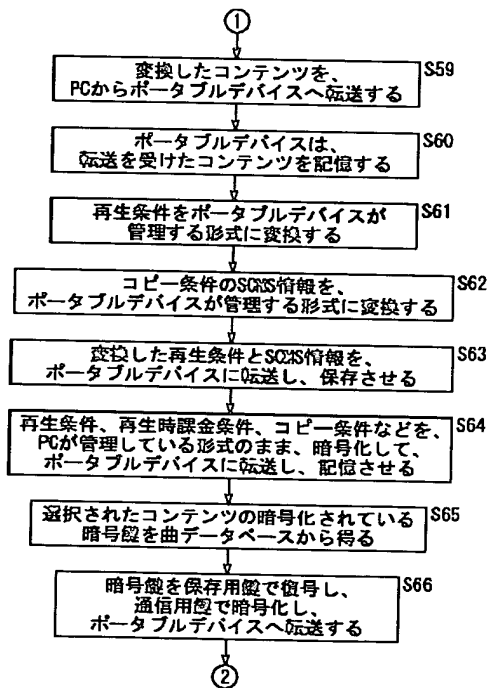 ①
変換したコンテンツを、
PCからポータブルデバイスへ転送する
S59
ポータブルデバイスは、
転送を受けたコンテンツを記憶する
S60
再生条件をポータブルデバイスが
管理する形式に変換する
S61
コピー条件のSCMS情報を、
ポータブルデバイスが管理する形式に変換する
S62
変換した再生条件とSCMS情報を、
ポータブルデバイスに転送し、保存させる
S63
再生条件、再生時課金条件、コピー条件などを、
PCが管理している形式のまま、暗号化して、
ポータブルデバイスに転送し、記憶させる
S64
選択されたコンテンツの暗号化されている
暗号鍵を曲データベースから得る
S65
暗号鍵を保存用鍵で復号し、
通信用鍵で暗号化し、
ポータブルデバイスへ転送する
S66
②